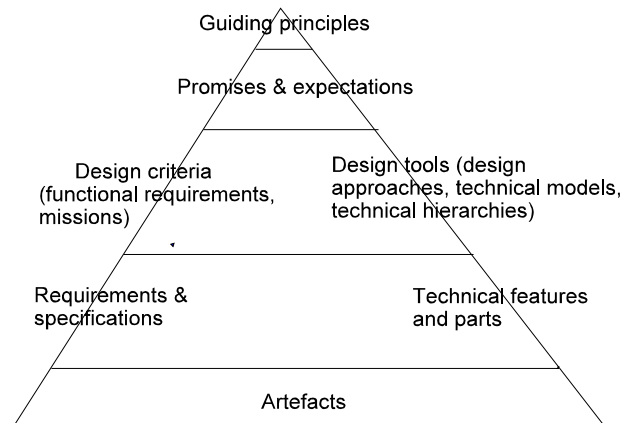 Guiding principles
Promises & expectations
Design criteria
(functional requirements,
missions)
Design tools (design
approaches, technical models,
technical hierarchies)
Requirements &
specifications
Technical features
and parts
Artefacts